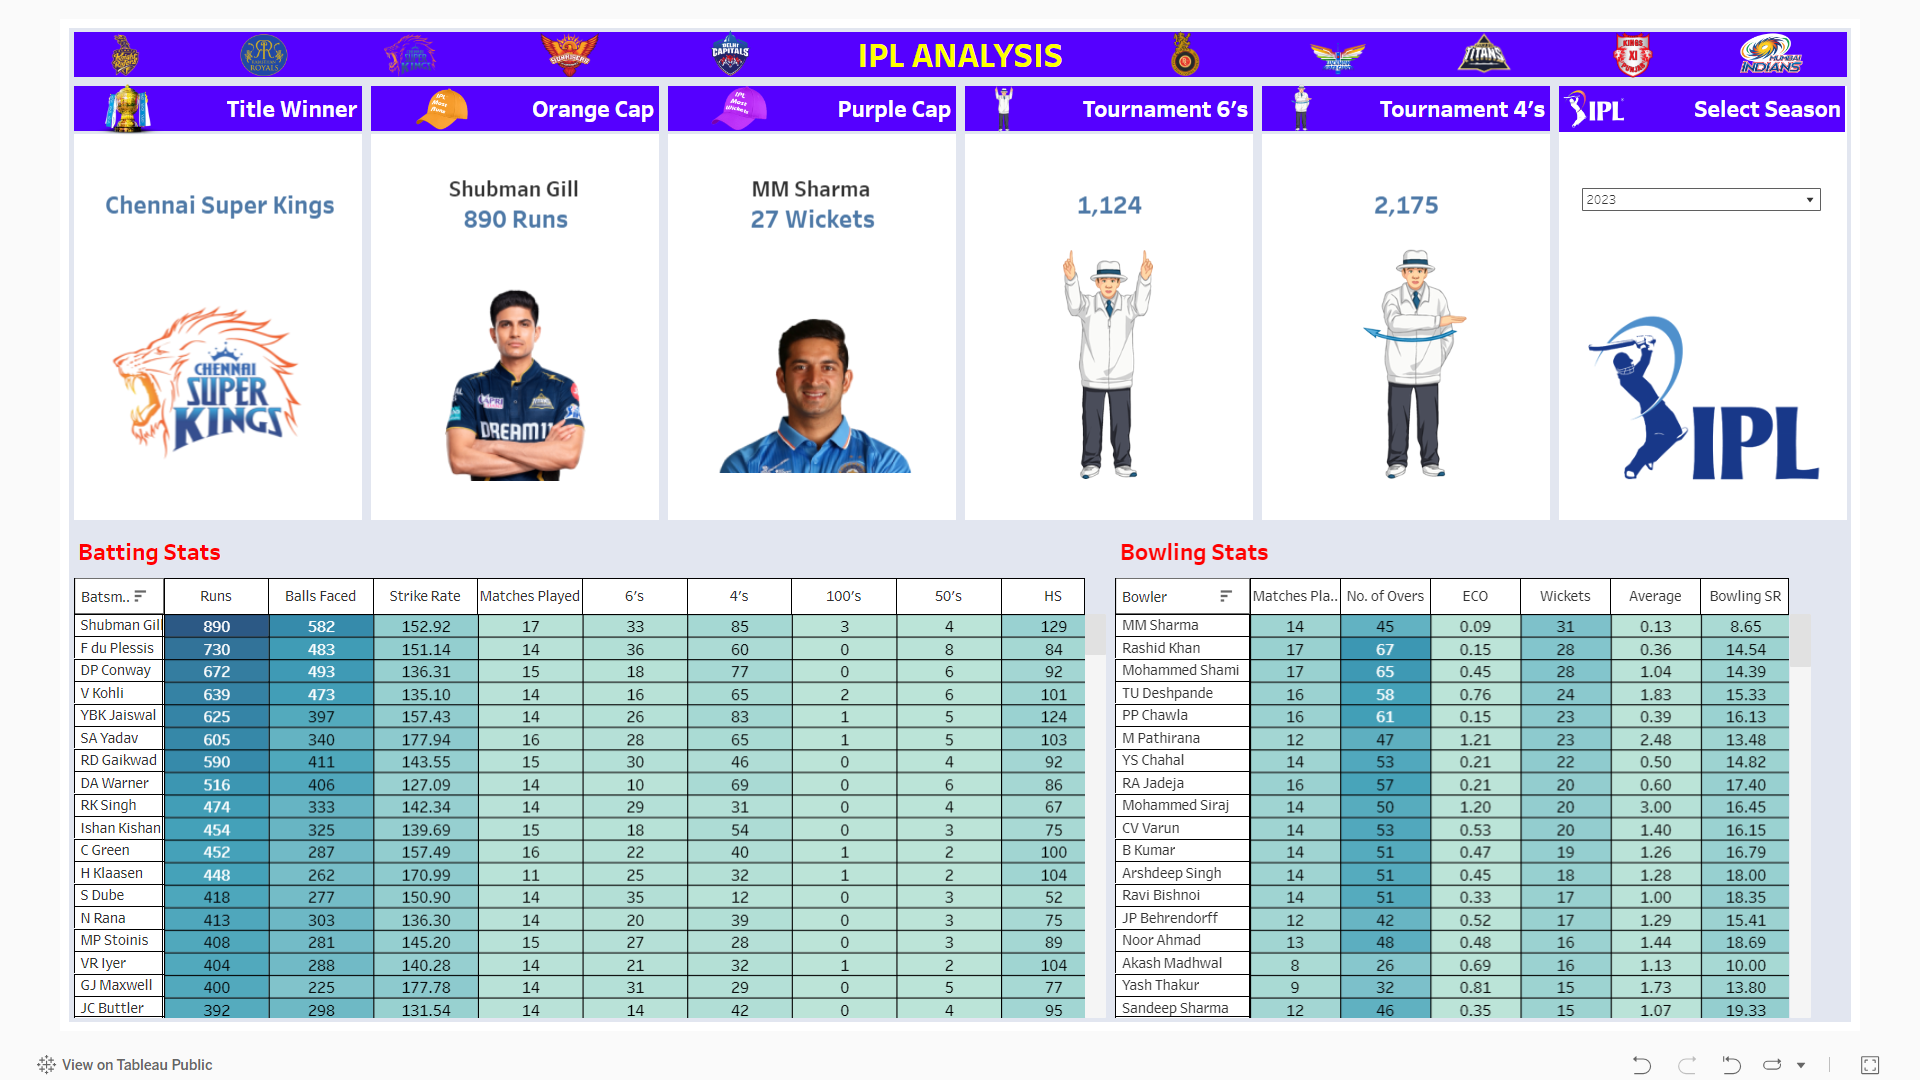 RAJASTHAN ROYALS
CHENNAI SUPER KINGS
SUNRISERS
DELHI CAPITALS
IPL ANALYSIS
TITANS
KINGS XI PUNJAB
MUMBAI INDIANS
Title Winner
IPL Most Runs
Orange Cap
IPL Most Wickets
Purple Cap
Tournament 6’s
Tournament 4’s
IPL
Select Season
Chennai Super Kings
Shubman Gill
890 Runs
MM Sharma
27 Wickets
1,124
2,175
2023
CHENNAI
SUPER
KINGS
CAPRI
DREAM11
IPL
Batting Stats
Bowling Stats
Batsm.. Runs Balls Faced Strike Rate Matches Played 6’s 4’s 100’s 50’s HS
Shubman Gill 890 582 152.92 17 33 85 3 4 129
F du Plessis 730 483 151.14 14 36 60 0 8 84
DP Conway 672 493 136.31 15 18 77 0 6 92
V Kohli 639 473 135.10 14 16 65 2 6 101
YBK Jaiswal 625 397 157.43 14 26 83 1 5 124
SA Yadav 605 340 177.94 16 28 65 1 5 103
RD Gaikwad 590 411 143.55 15 30 46 0 4 92
DA Warner 516 406 127.09 14 10 69 0 6 86
RK Singh 474 333 142.34 14 29 31 0 4 67
Ishan Kishan 454 325 139.69 15 18 54 0 3 75
C Green 452 287 157.49 16 22 40 1 2 100
H Klaasen 448 262 170.99 11 25 32 1 2 104
S Dube 418 277 150.90 14 35 12 0 3 52
N Rana 413 303 136.30 14 20 39 0 3 75
MP Stoinis 408 281 145.20 15 27 28 0 3 89
VR Iyer 404 288 140.28 14 21 32 1 2 104
GJ Maxwell 400 225 177.78 14 31 29 0 5 77
JC Buttler 392 298 131.54 14 14 42 0 4 95
Bowler Matches Pla.. No. of Overs ECO Wickets Average Bowling SR
MM Sharma 14 45 0.09 31 0.13 8.65
Rashid Khan 17 67 0.15 28 0.36 14.54
Mohammed Shami 17 65 0.45 28 1.04 14.39
TU Deshpande 16 58 0.76 24 1.83 15.33
PP Chawla 16 61 0.15 23 0.39 16.13
M Pathirana 12 47 1.21 23 2.48 13.48
YS Chahal 14 53 0.21 22 0.50 14.82
RA Jadeja 16 57 0.21 20 0.60 17.40
Mohammed Siraj 14 50 1.20 20 3.00 16.45
CV Varun 14 53 0.53 20 1.40 16.15
B Kumar 14 51 0.47 19 1.26 16.79
Arshdeep Singh 14 51 0.45 18 1.28 18.00
Ravi Bishnoi 14 51 0.33 17 1.00 18.35
JP Behrendorff 12 42 0.52 17 1.29 15.41
Noor Ahmad 13 48 0.48 16 1.44 18.69
Akash Madhwal 8 26 0.69 16 1.13 10.00
Yash Thakur 9 32 0.81 15 1.73 13.80
Sandeep Sharma 12 46 0.35 15 1.07 19.33
View on Tableau Public